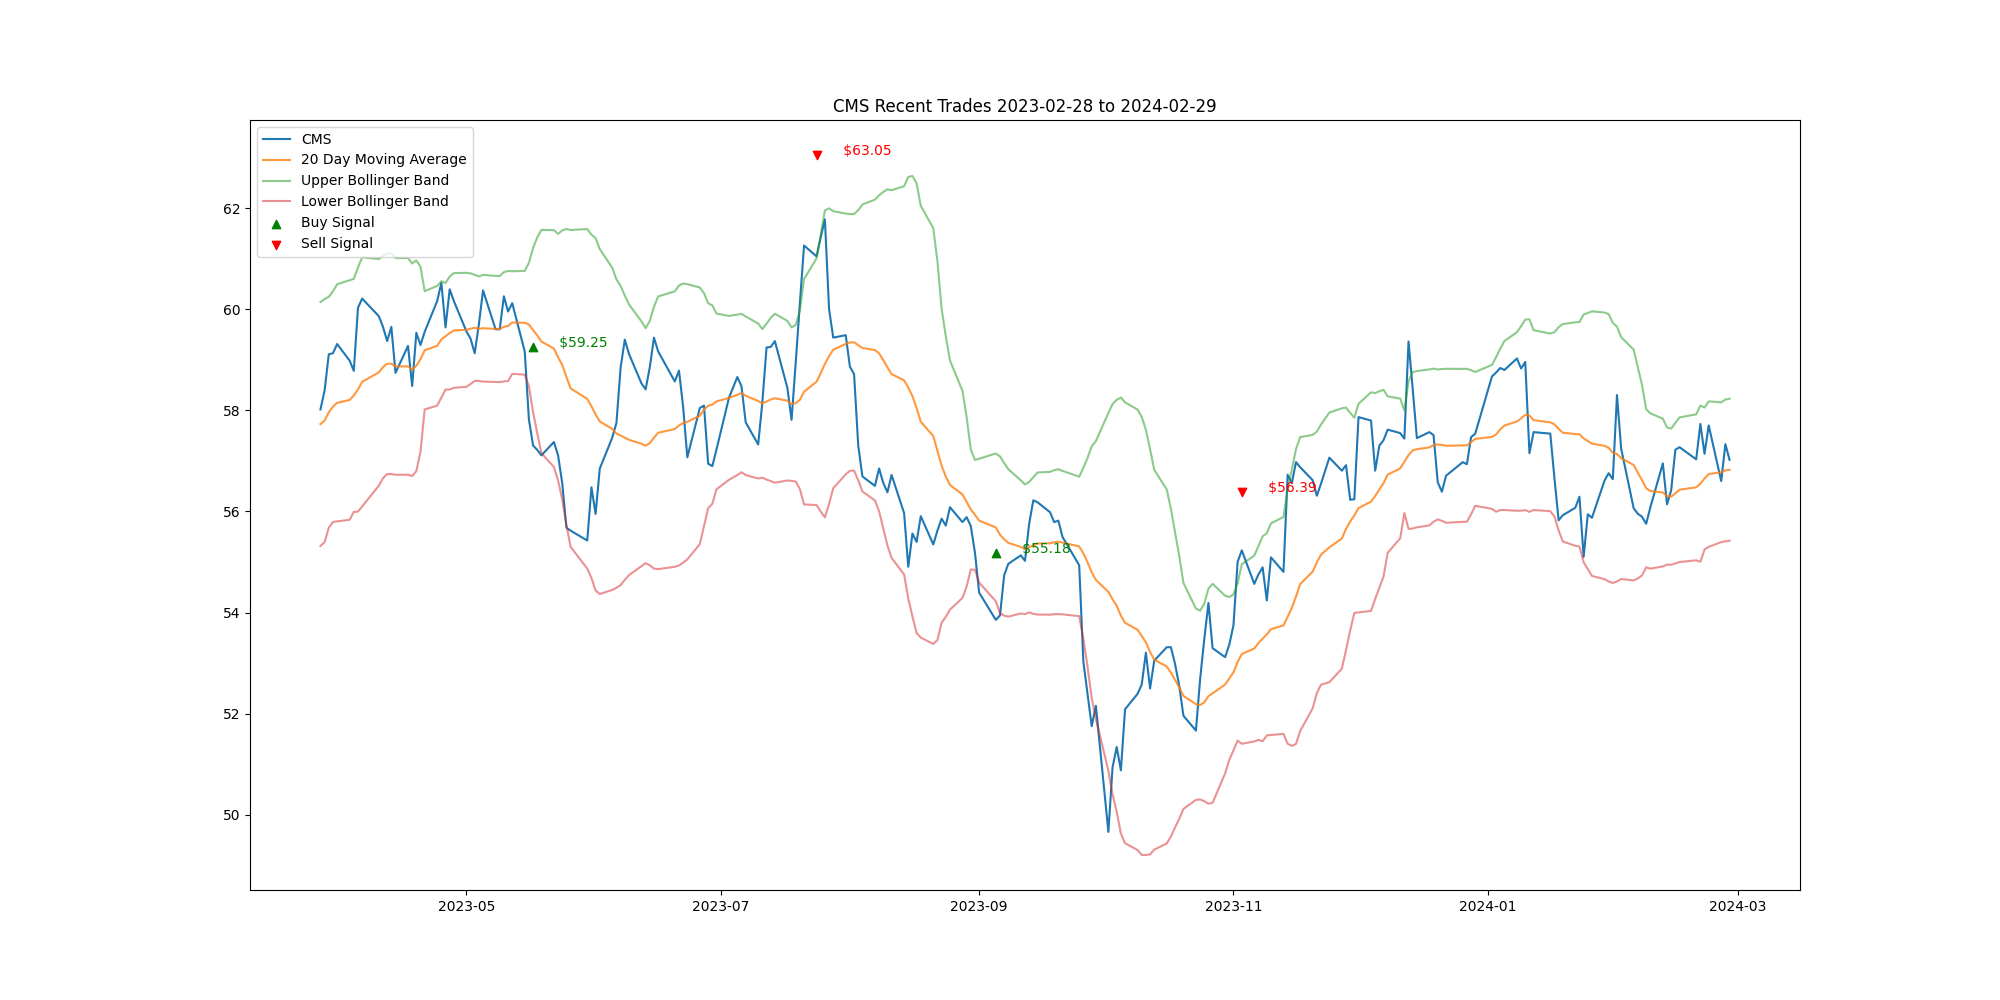 CMS Recent Trades 2023-02-28 to 2024-02-29
CMS
20 Day Moving Average
Upper Bollinger Band
Lower Bollinger Band
Buy Signal
Sell Signal
$63.05
$59.25
$56.39
$55.18
62
60
58
56
54
52
50
2023-05
2023-07
2023-09
2023-11
2024-01
2024-03